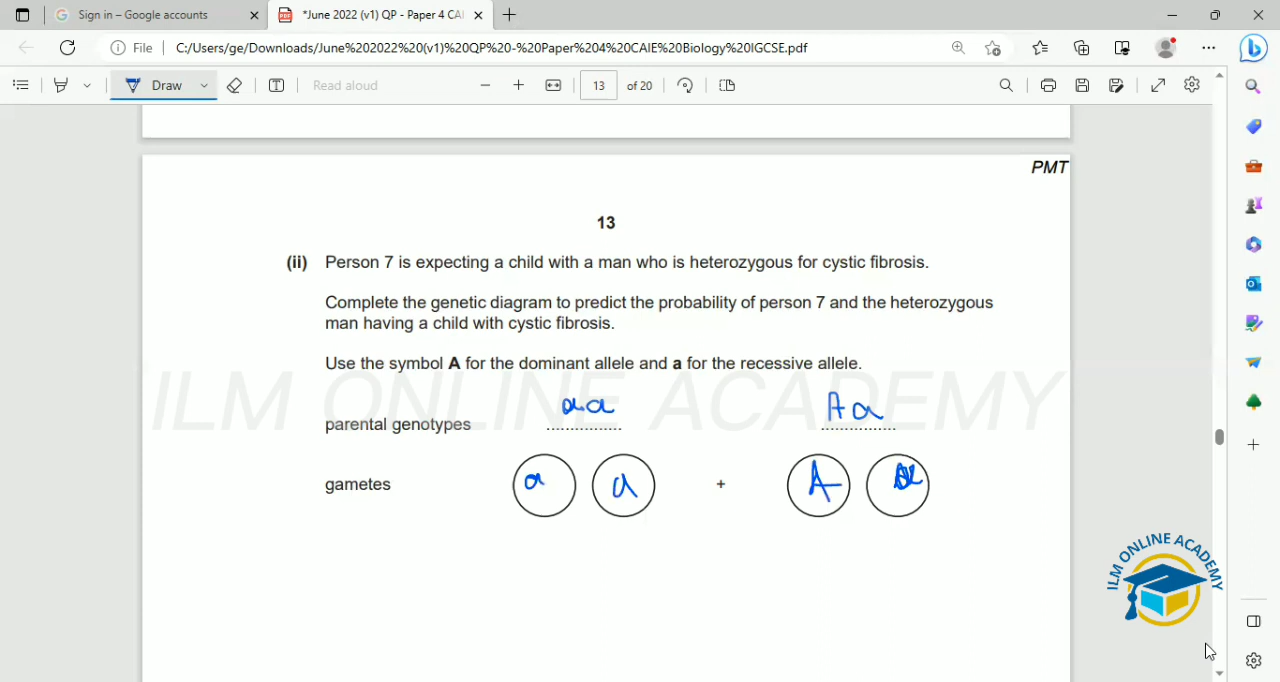 Sign in – Google accounts
*June 2022 (v1) QP - Paper 4 CAI
File
C:/Users/ge/Downloads/June%202022%20(v1)%20QP%20-%20Paper%204%20CAIE%20Biology%20IGCSE.pdf
Draw
Read aloud
13
of 20
PMT
13
(ii) Person 7 is expecting a child with a man who is heterozygous for cystic fibrosis.
Complete the genetic diagram to predict the probability of person 7 and the heterozygous
man having a child with cystic fibrosis.
Use the symbol A for the dominant allele and a for the recessive allele.
ILM ONLINE ACADEMY
aa Aa
parental genotypes
gametes a a + A
ILM ONLINE ACADEMY